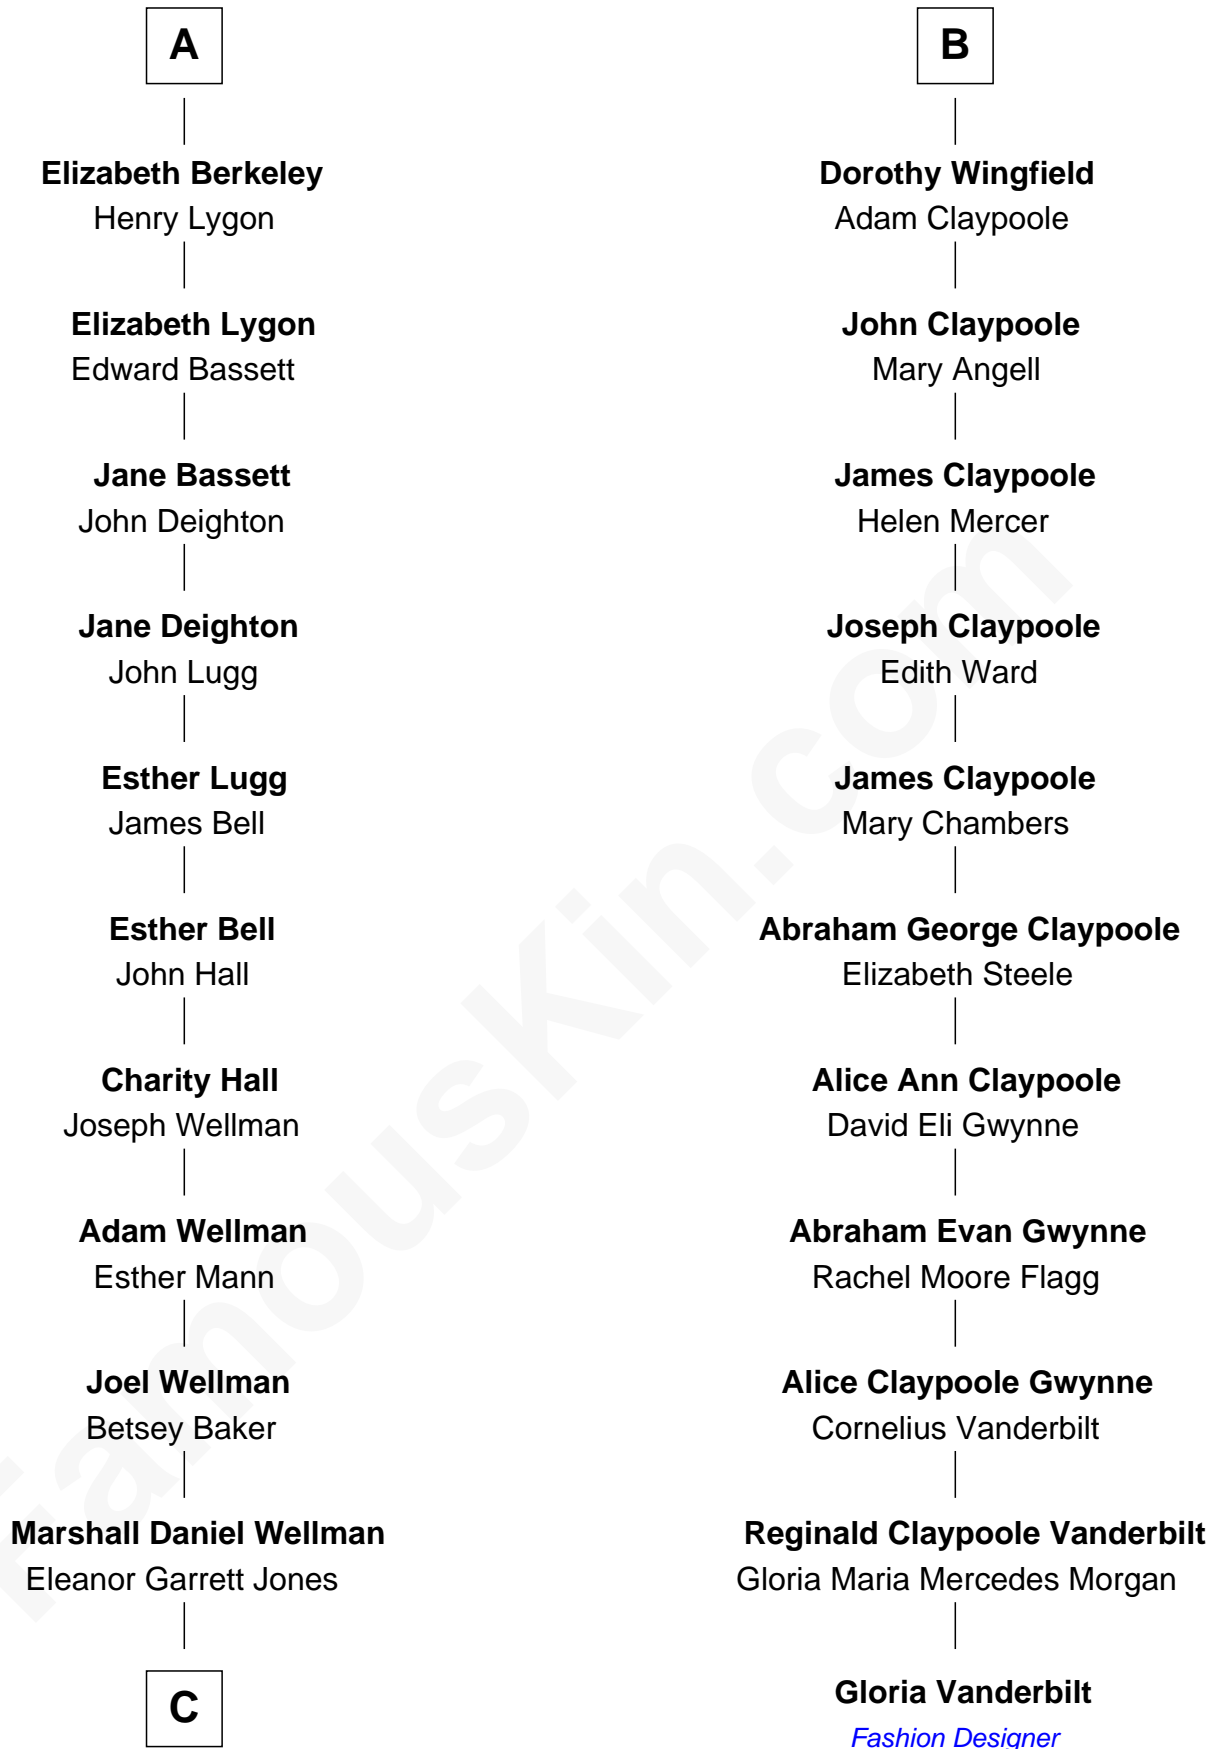 A
Elizabeth Berkeley
Henry Lygon
Elizabeth Lygon
Edward Bassett
Jane Bassett
John Deighton
Jane Deighton
John Lugg
Esther Lugg
James Bell
Esther Bell
John Hall
Charity Hall
Joseph Wellman
Adam Wellman
Esther Mann
Joel Wellman
Betsey Baker
Marshall Daniel Wellman
Eleanor Garrett Jones
C
B
Dorothy Wingfield
Adam Claypoole
John Claypoole
Mary Angell
James Claypoole
Helen Mercer
Joseph Claypoole
Edith Ward
James Claypoole
Mary Chambers
Abraham George Claypoole
Elizabeth Steele
Alice Ann Claypoole
David Eli Gwynne
Abraham Evan Gwynne
Rachel Moore Flagg
Alice Claypoole Gwynne
Cornelius Vanderbilt
Reginald Claypoole Vanderbilt
Gloria Maria Mercedes Morgan
Gloria Vanderbilt
Fashion Designer
FamousKin.com